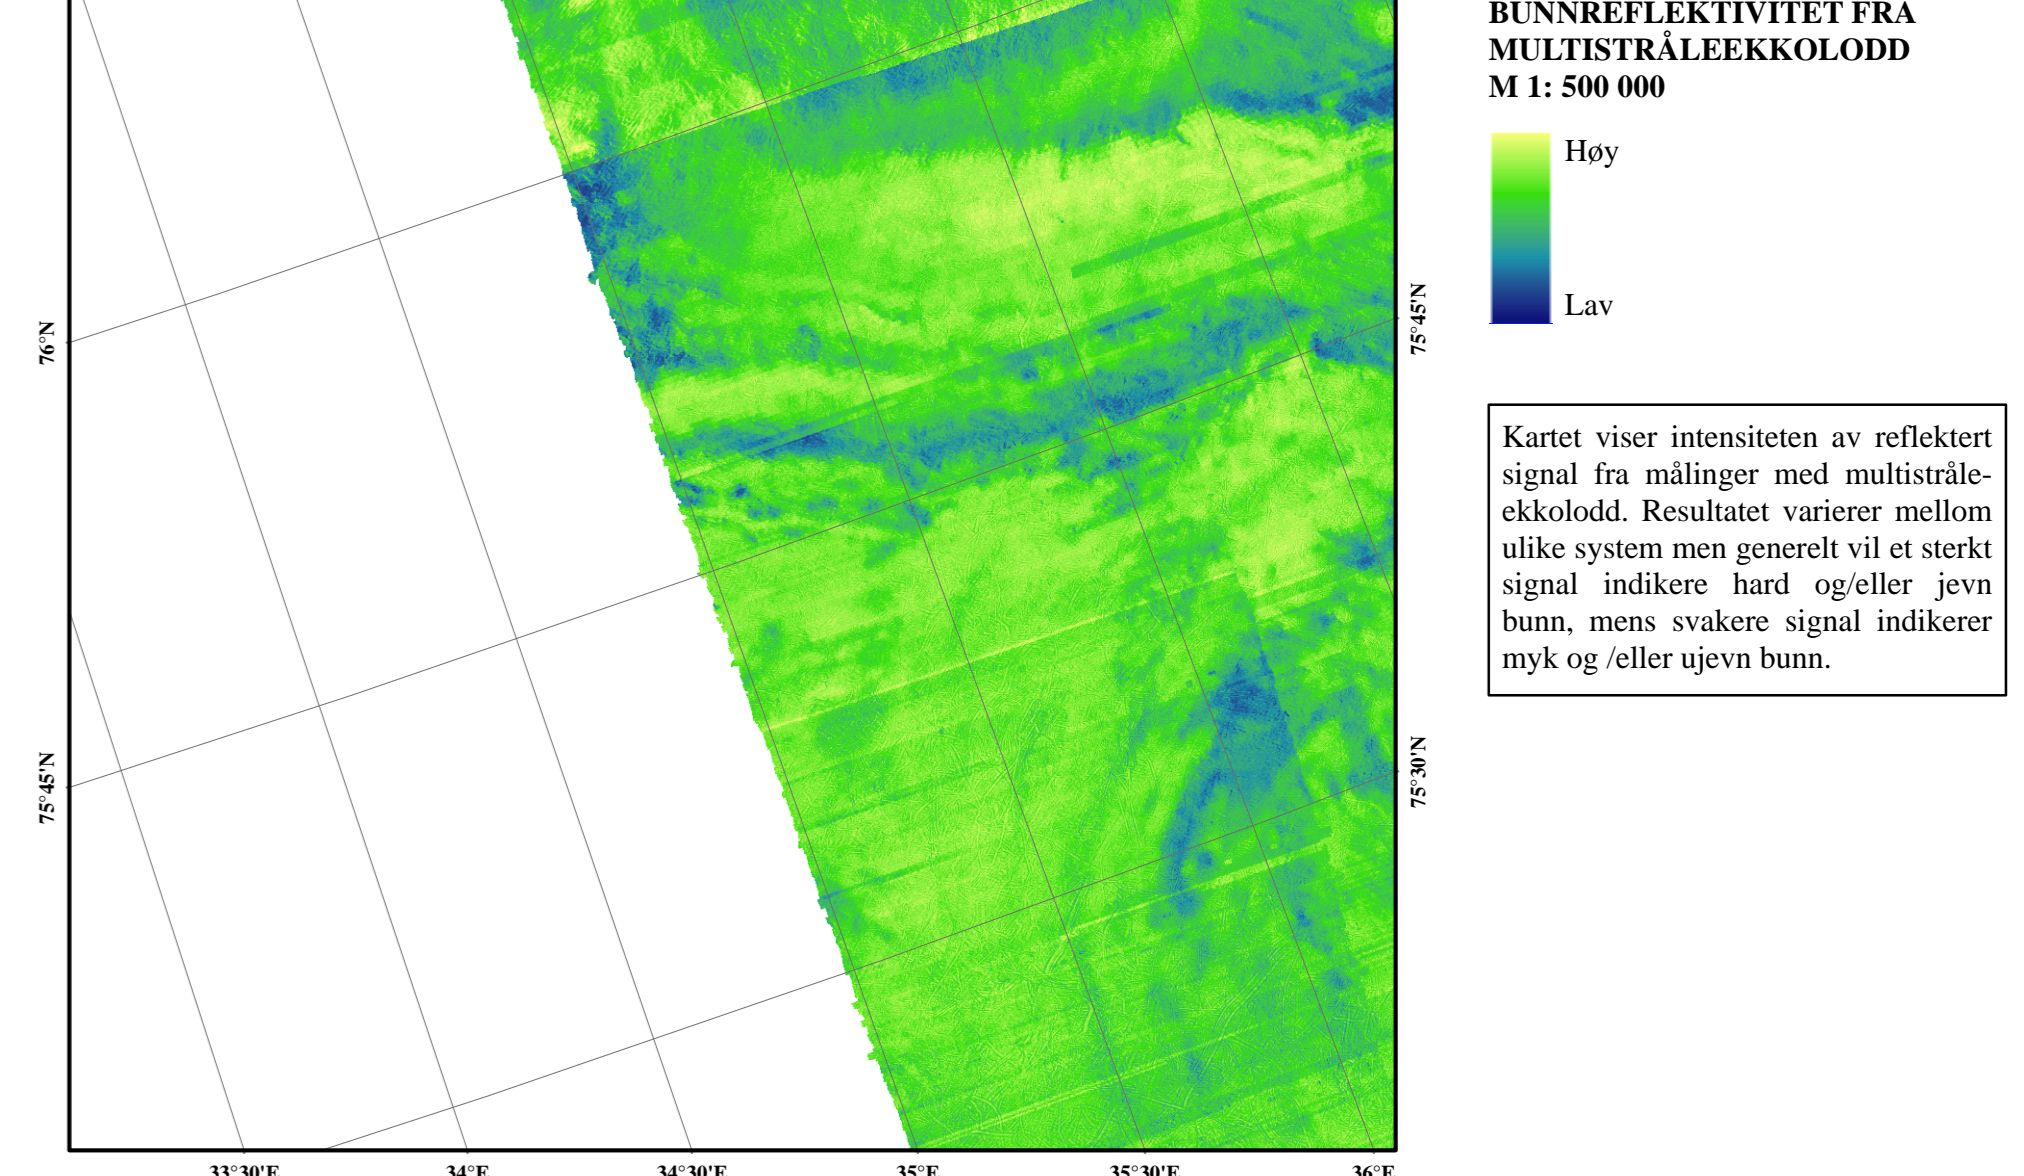 BUNNREFLEKTIVITET FRA
MULTISTRÅLEEKKOLODD
M 1: 500 000
Høy
Lav
Kartet viser intensiteten av reflektert
signal fra målinger med multistråle-
ekkolodd. Resultatet varierer mellom
ulike system men generelt vil et sterkt
signal indikere hard og/eller jevn
bunn, mens svakere signal indikerer
myk og /eller ujevn bunn.
76°N
75°45'N
75°45'N
75°30'N
33°30'E
34°E
34°30'E
35°E
35°30'E
36°E